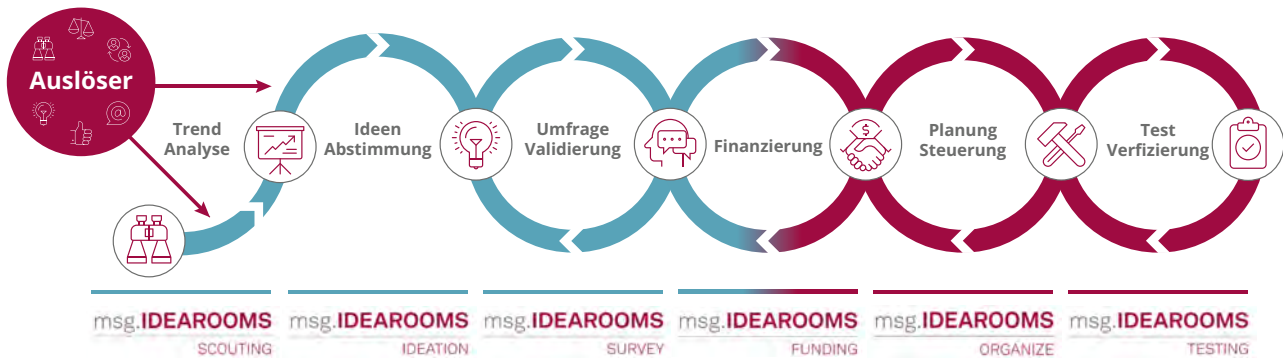 Auslöser
Trend
Analyse
Ideen
Abstimmung
Umfrage
Validierung
Finanzierung
Planung
Steuerung
Test
Verfizierung
@
$
msg.IDEAROOMS
SCOUTING
msg.IDEAROOMS
IDEATION
msg.IDEAROOMS
SURVEY
msg.IDEAROOMS
FUNDING
msg.IDEAROOMS
ORGANIZE
msg.IDEAROOMS
TESTING